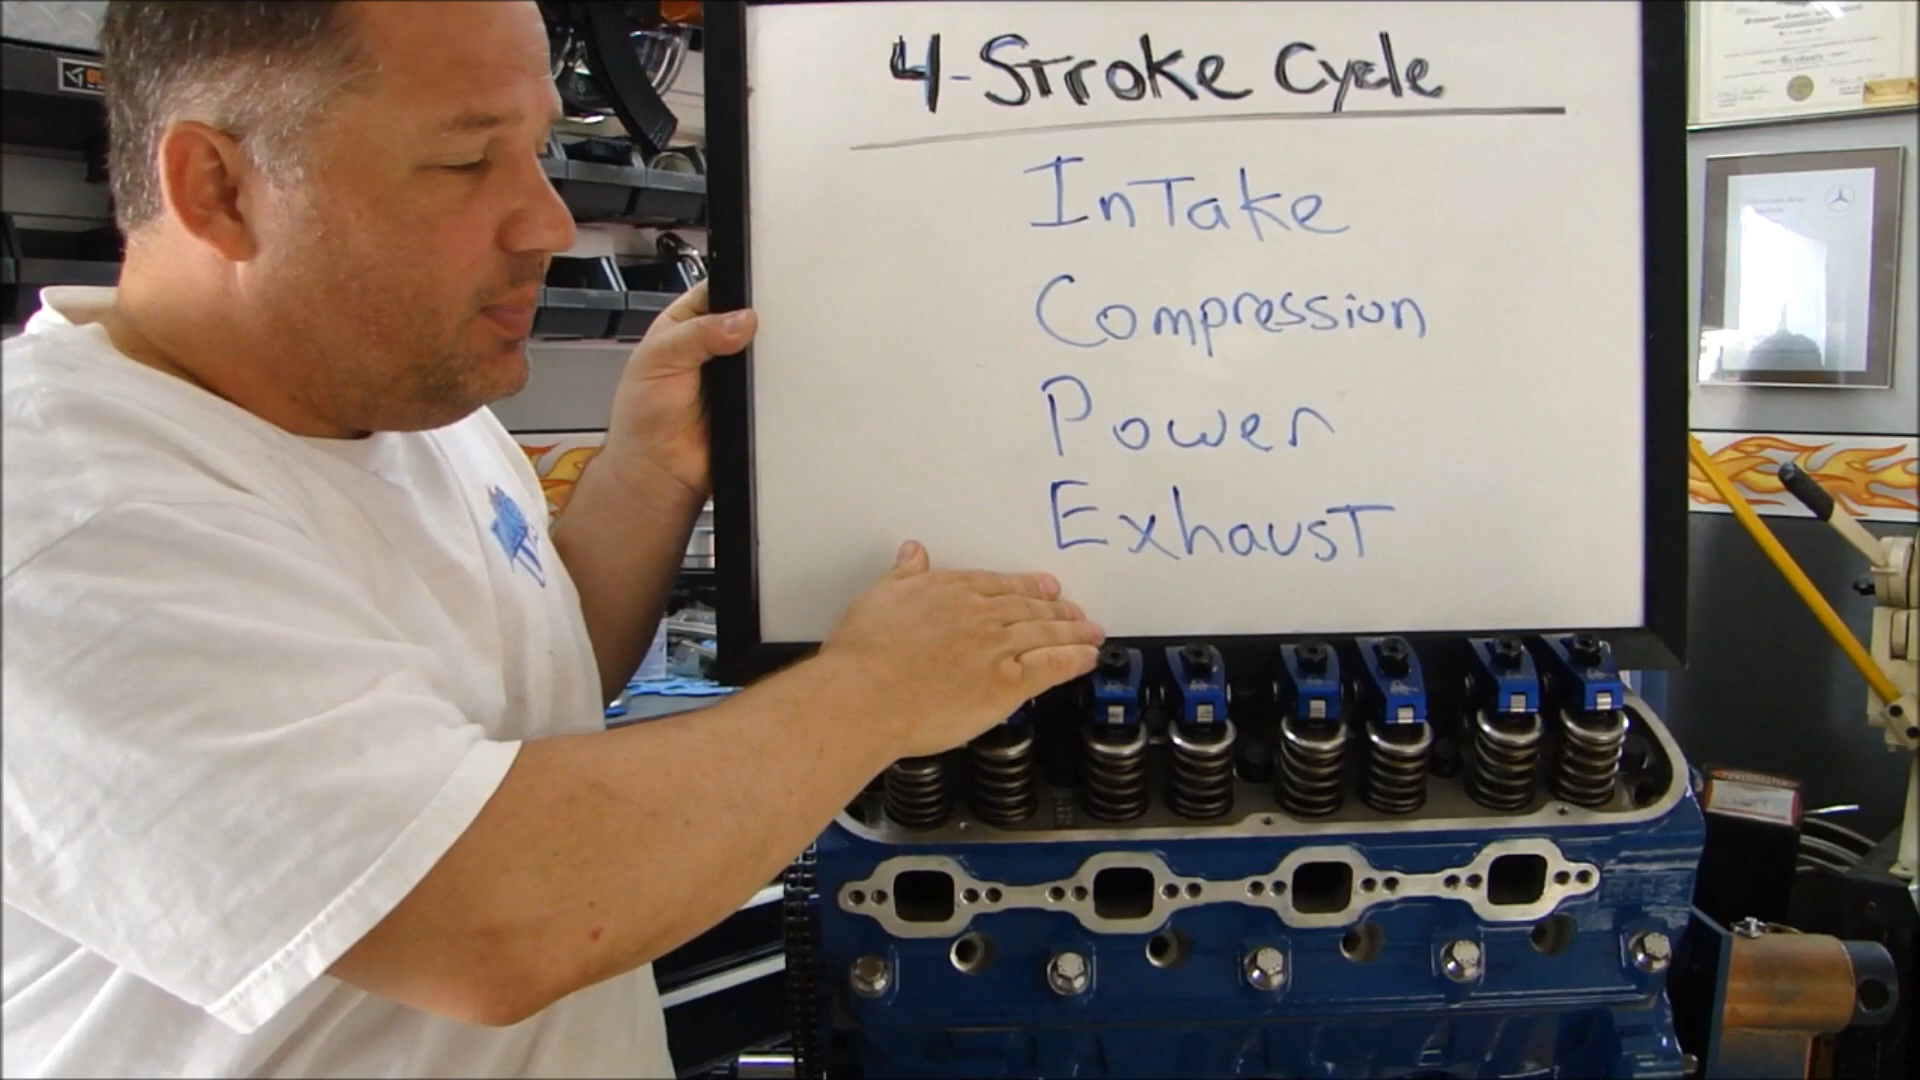 4-Stroke Cycle
Intake
Compression
Power
Exhaust